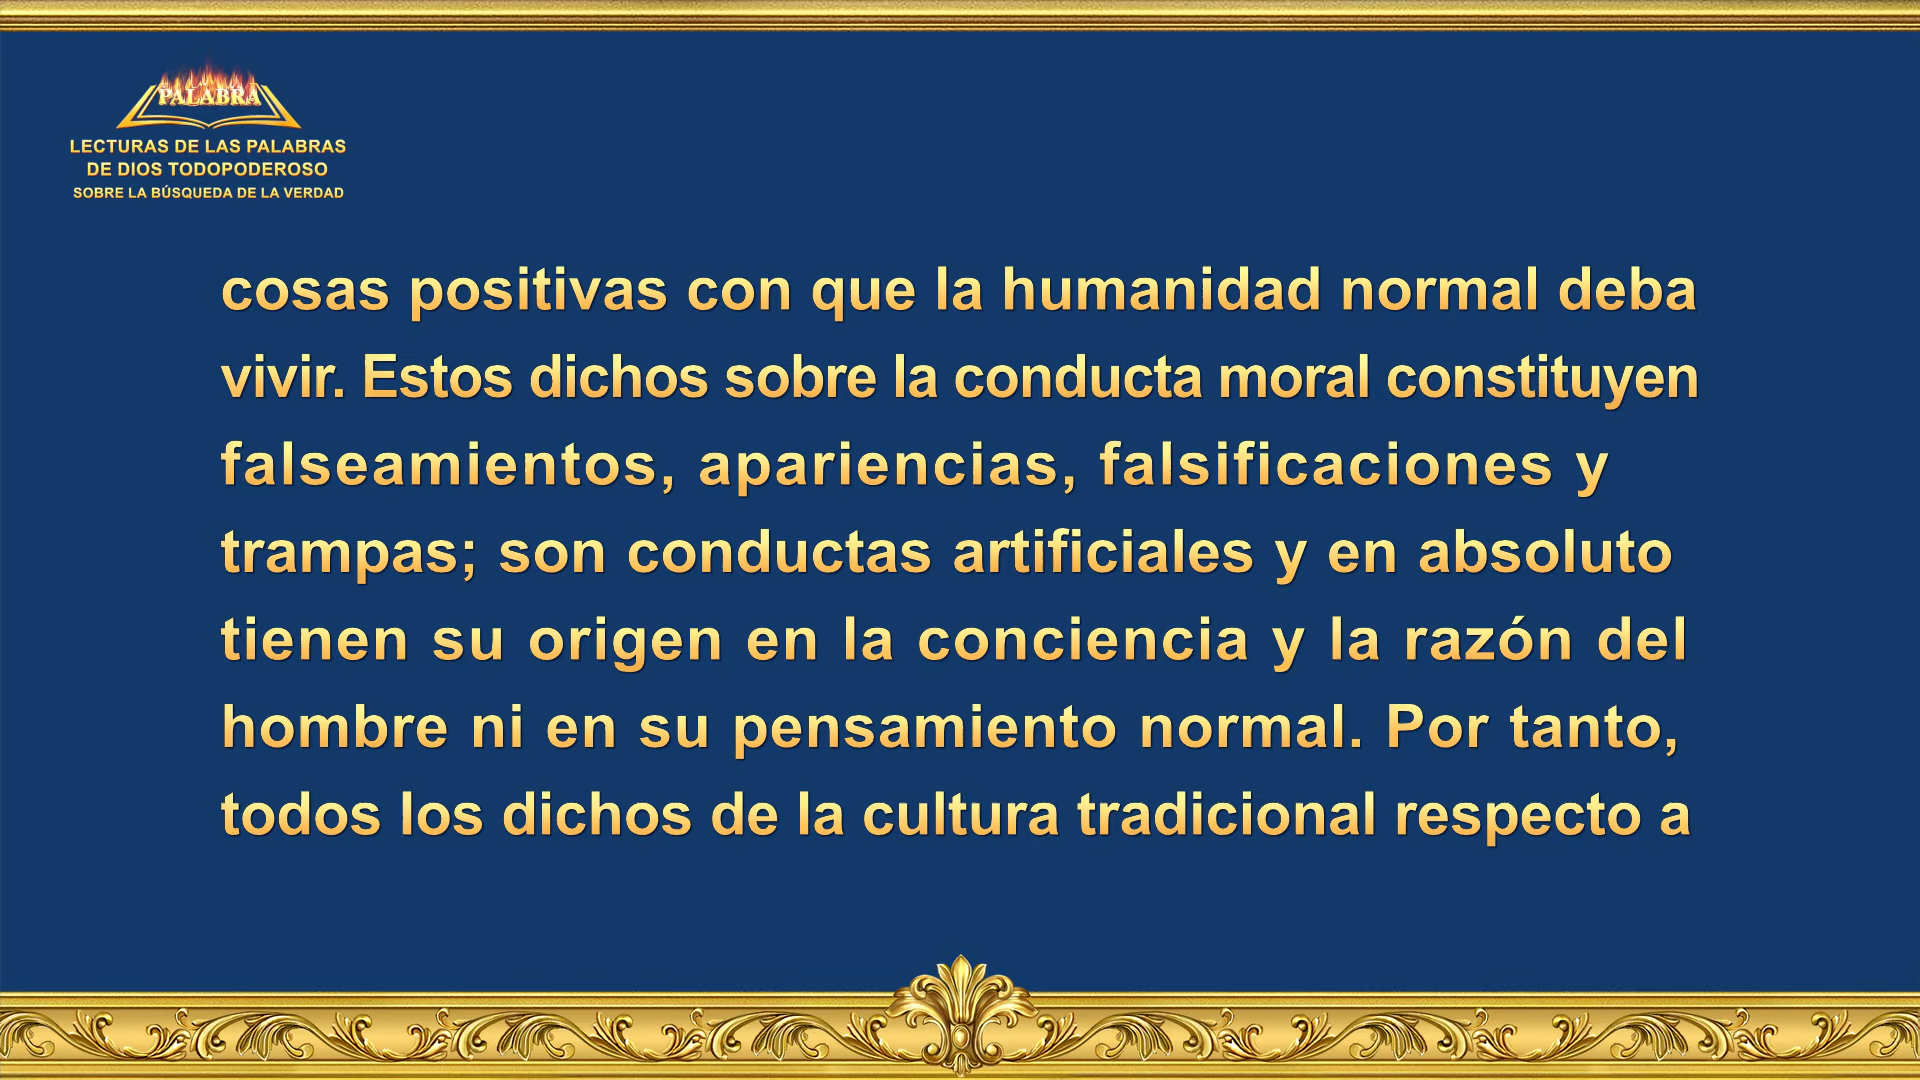 PALABRA
LECTURAS DE LAS PALABRAS
DE DIOS TODOPODEROSO
SOBRE LA BÚSQUEDA DE LA VERDAD
cosas positivas con que la humanidad normal deba
vivir. Estos dichos sobre la conducta moral constituyen
falseamientos, apariencias, falsificaciones y
trampas; son conductas artificiales y en absoluto
tienen su origen en la conciencia y la razón del
hombre ni en su pensamiento normal. Por tanto,
todos los dichos de la cultura tradicional respecto a